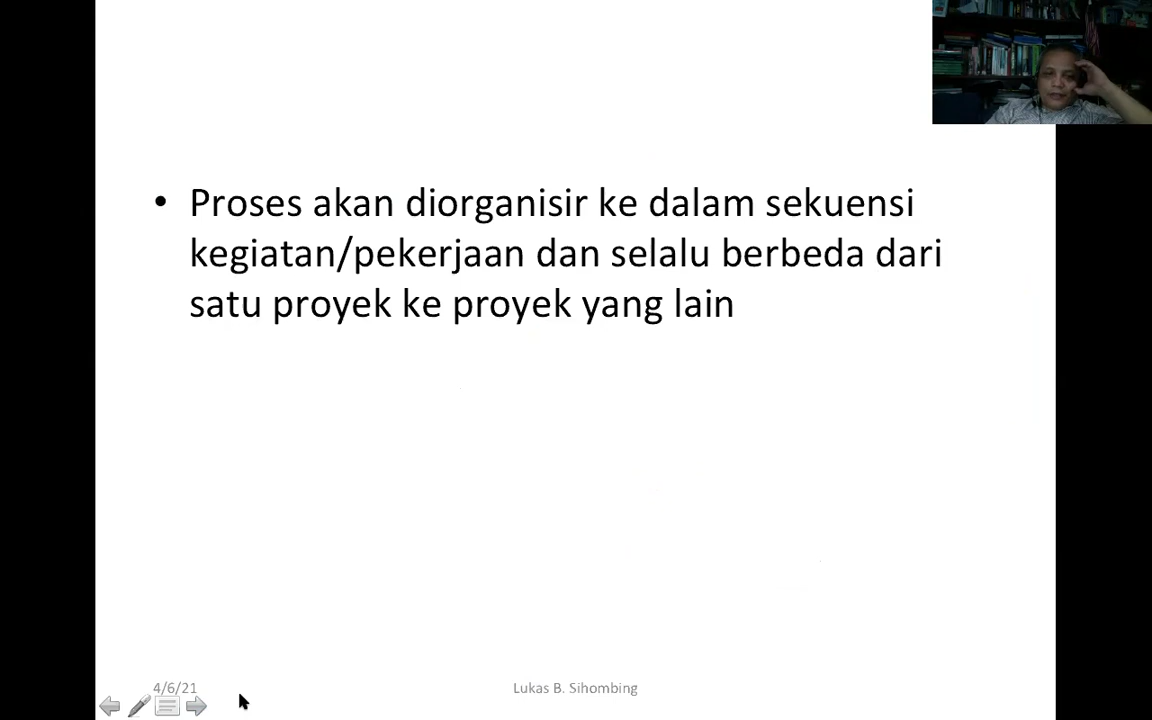 • Proses akan diorganisir ke dalam sekuensi
kegiatan/pekerjaan dan selalu berbeda dari
satu proyek ke proyek yang lain
4/6/21
Lukas B. Sihombing